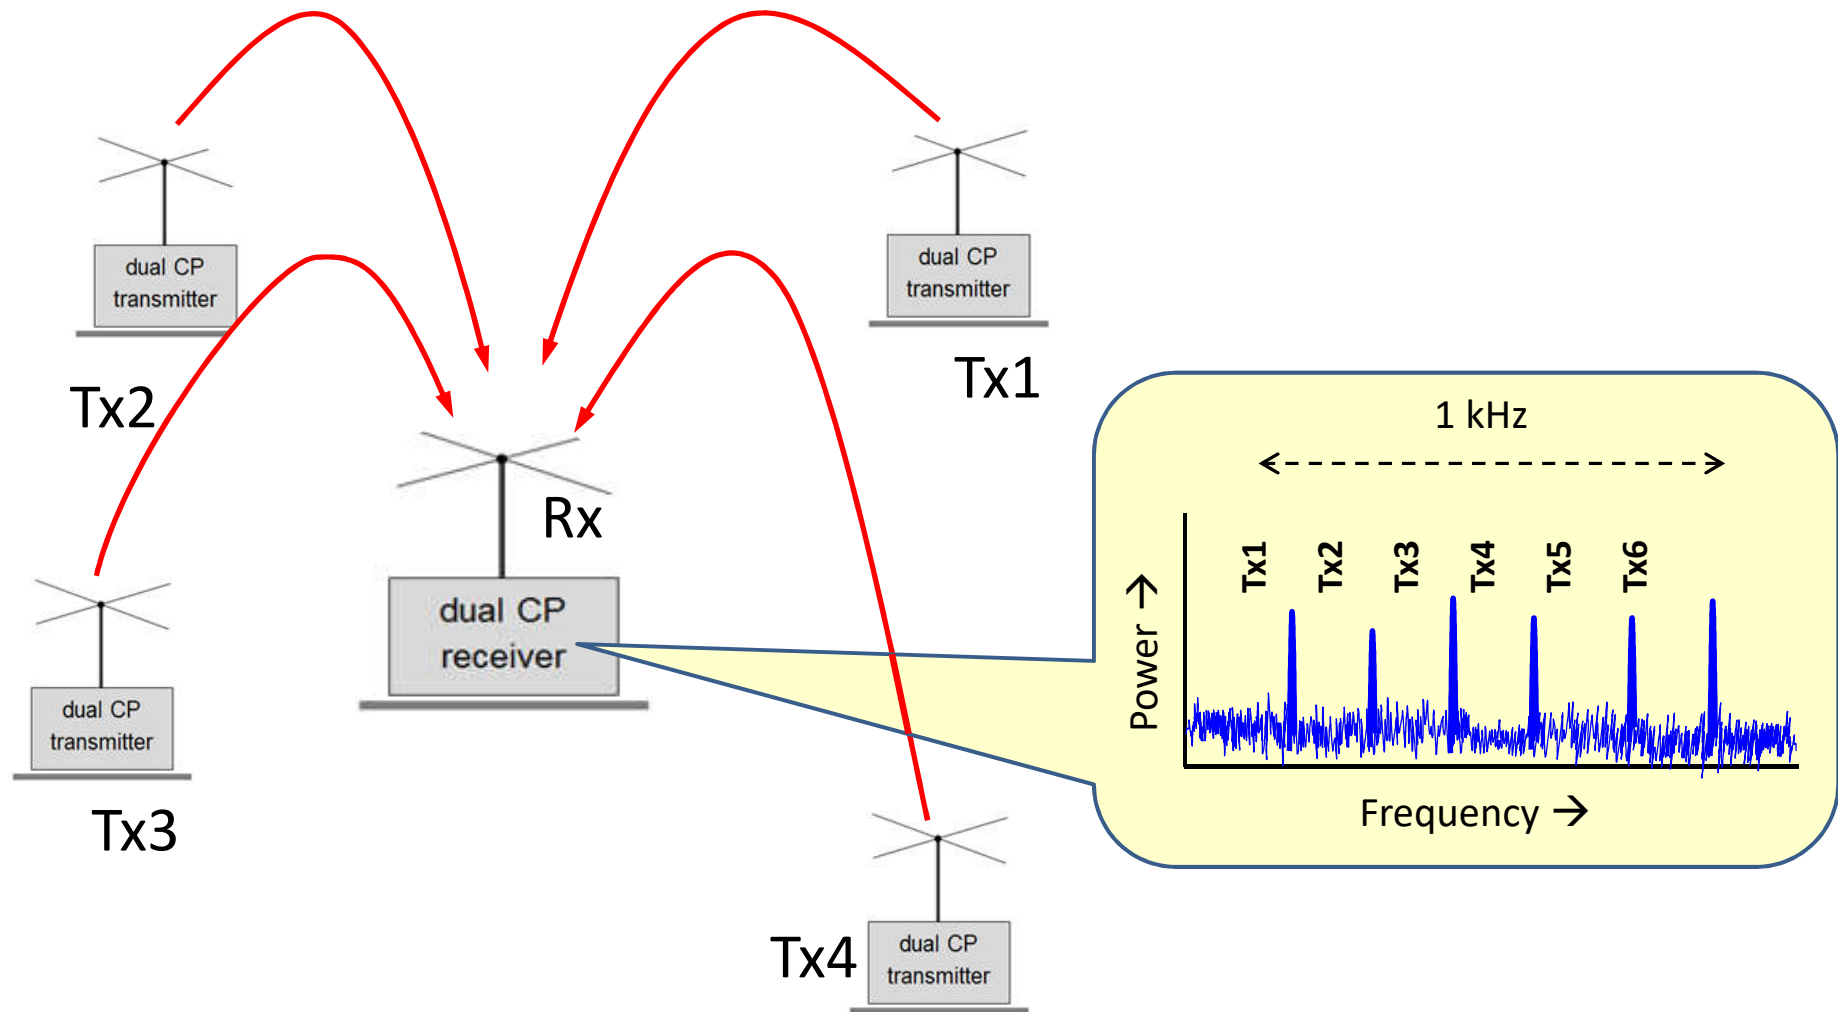 dual CP
transmitter
Tx2
dual CP
transmitter
Tx1
Rx
dual CP
receiver
dual CP
transmitter
Tx3
Tx4
dual CP
transmitter
1 kHz
Tx1
Tx2
Tx3
Tx4
Tx5
Tx6
Power →
Frequency →